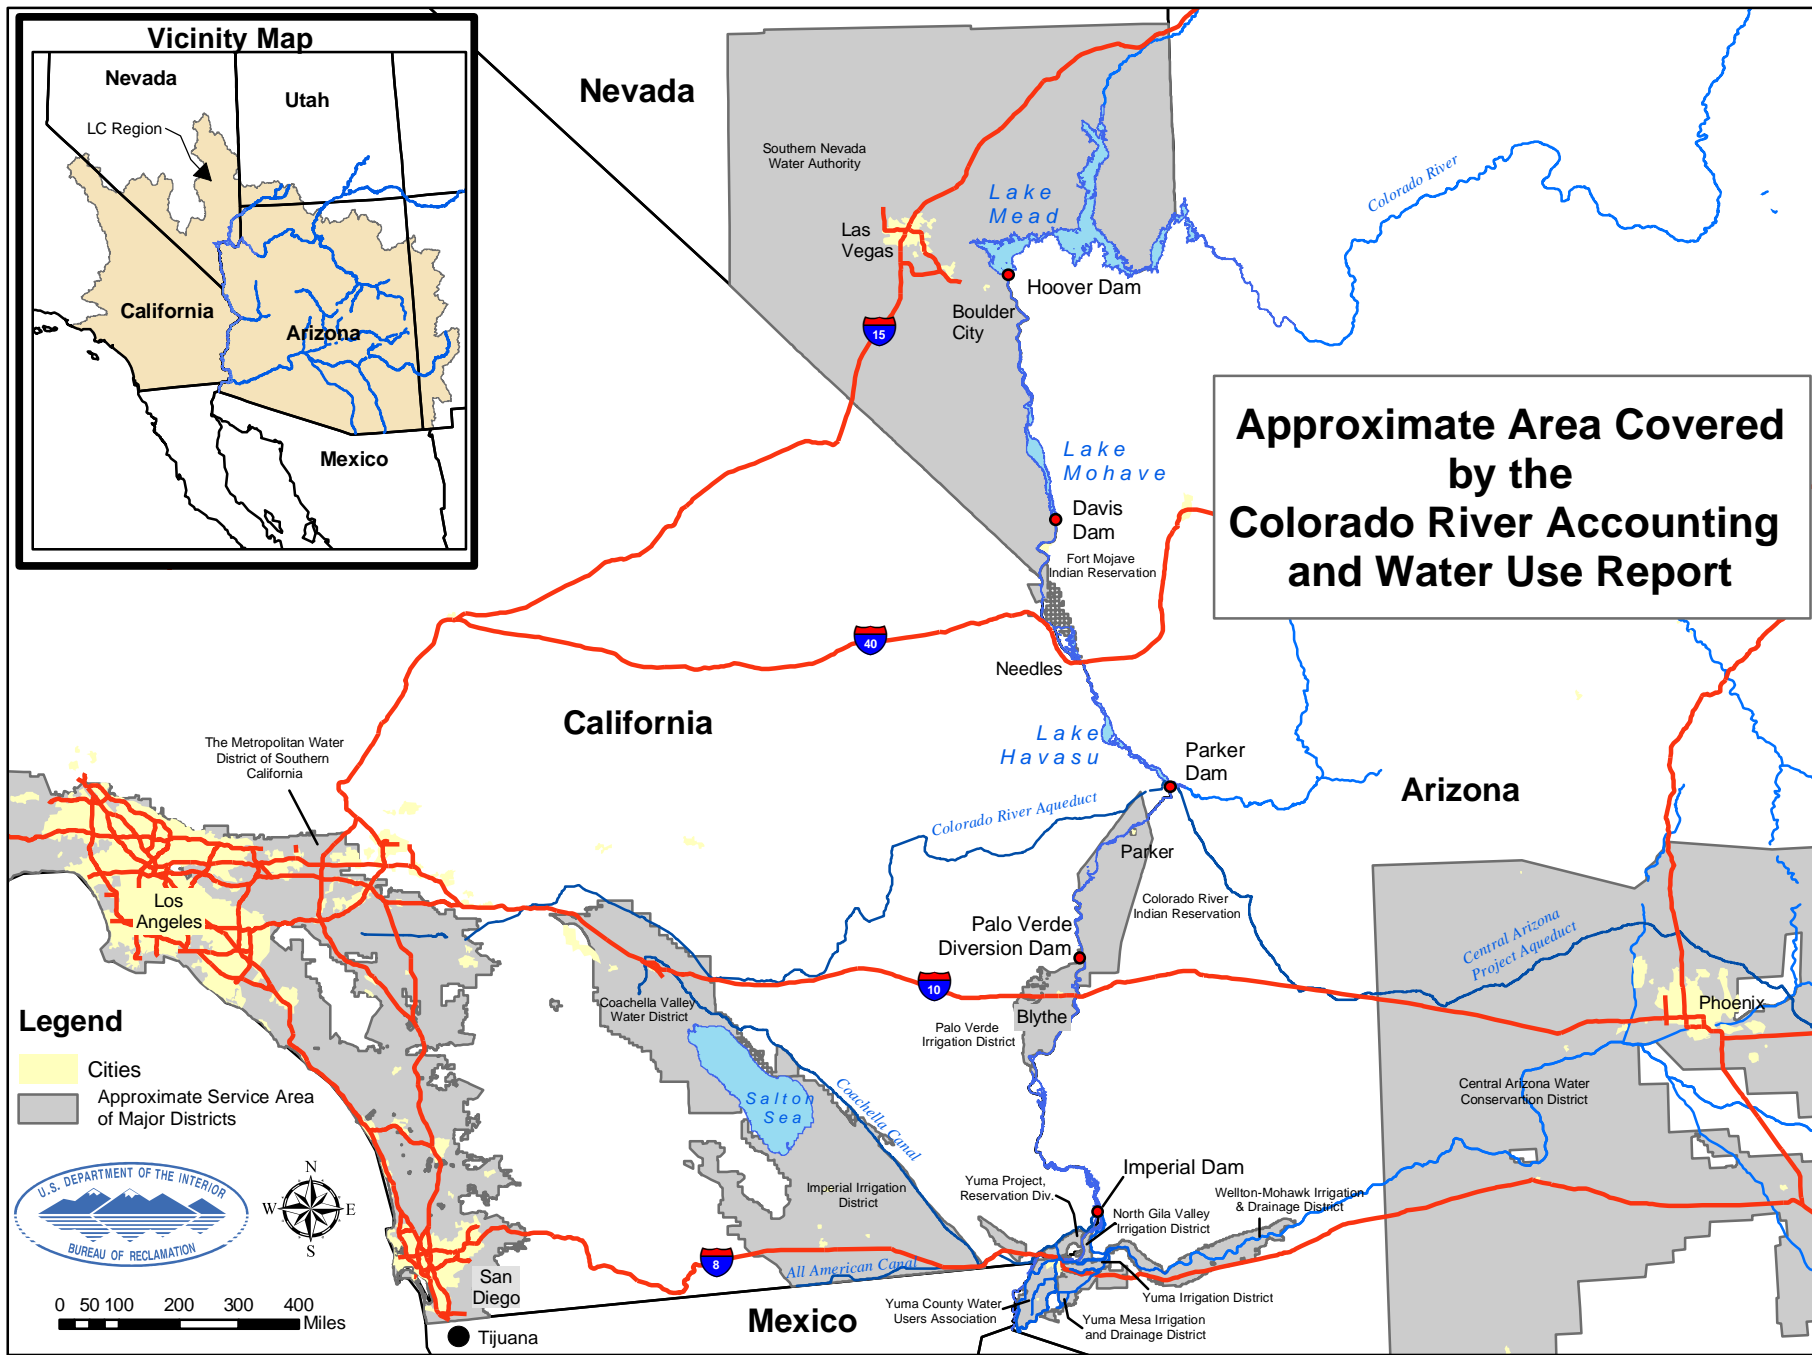 Vicinity Map
Nevada
Utah
LC Region
California
Arizona
Mexico
Nevada
Southern Nevada
Water Authority
Lake
Mead
Las
Vegas
Hoover Dam
Boulder
City
15
Colorado River
Approximate Area Covered
by the
Colorado River Accounting
and Water Use Report
Lake
Mohave
Davis
Dam
Fort Mojave
Indian Reservation
40
Needles
California
Lake
Havasu
Parker
Dam
Arizona
The Metropolitan Water
District of Southern
California
Colorado River Aqueduct
Parker
Colorado River
Indian Reservation
Los
Angeles
Palo Verde
Diversion Dam
Central Arizona
Project Aqueduct
10
Phoenix
Coachella Valley
Water District
Blythe
Palo Verde
Irrigation District
Legend
Cities
Approximate Service Area
of Major Districts
Salton
Sea
Coachella Canal
Central Arizona Water
Conservartion District
Imperial Dam
Yuma Project,
Reservation Div.
Wellton-Mohawk Irrigation
& Drainage District
Imperial Irrigation
District
North Gila Valley
Irrigation District
U.S. DEPARTMENT OF THE INTERIOR
BUREAU OF RECLAMATION
N
W
E
S
8
All American Canal
San
Diego
Yuma Irrigation District
Yuma County Water
Users Association
Yuma Mesa Irrigation
and Drainage District
Mexico
0 50 100 200 300 400
Miles
Tijuana